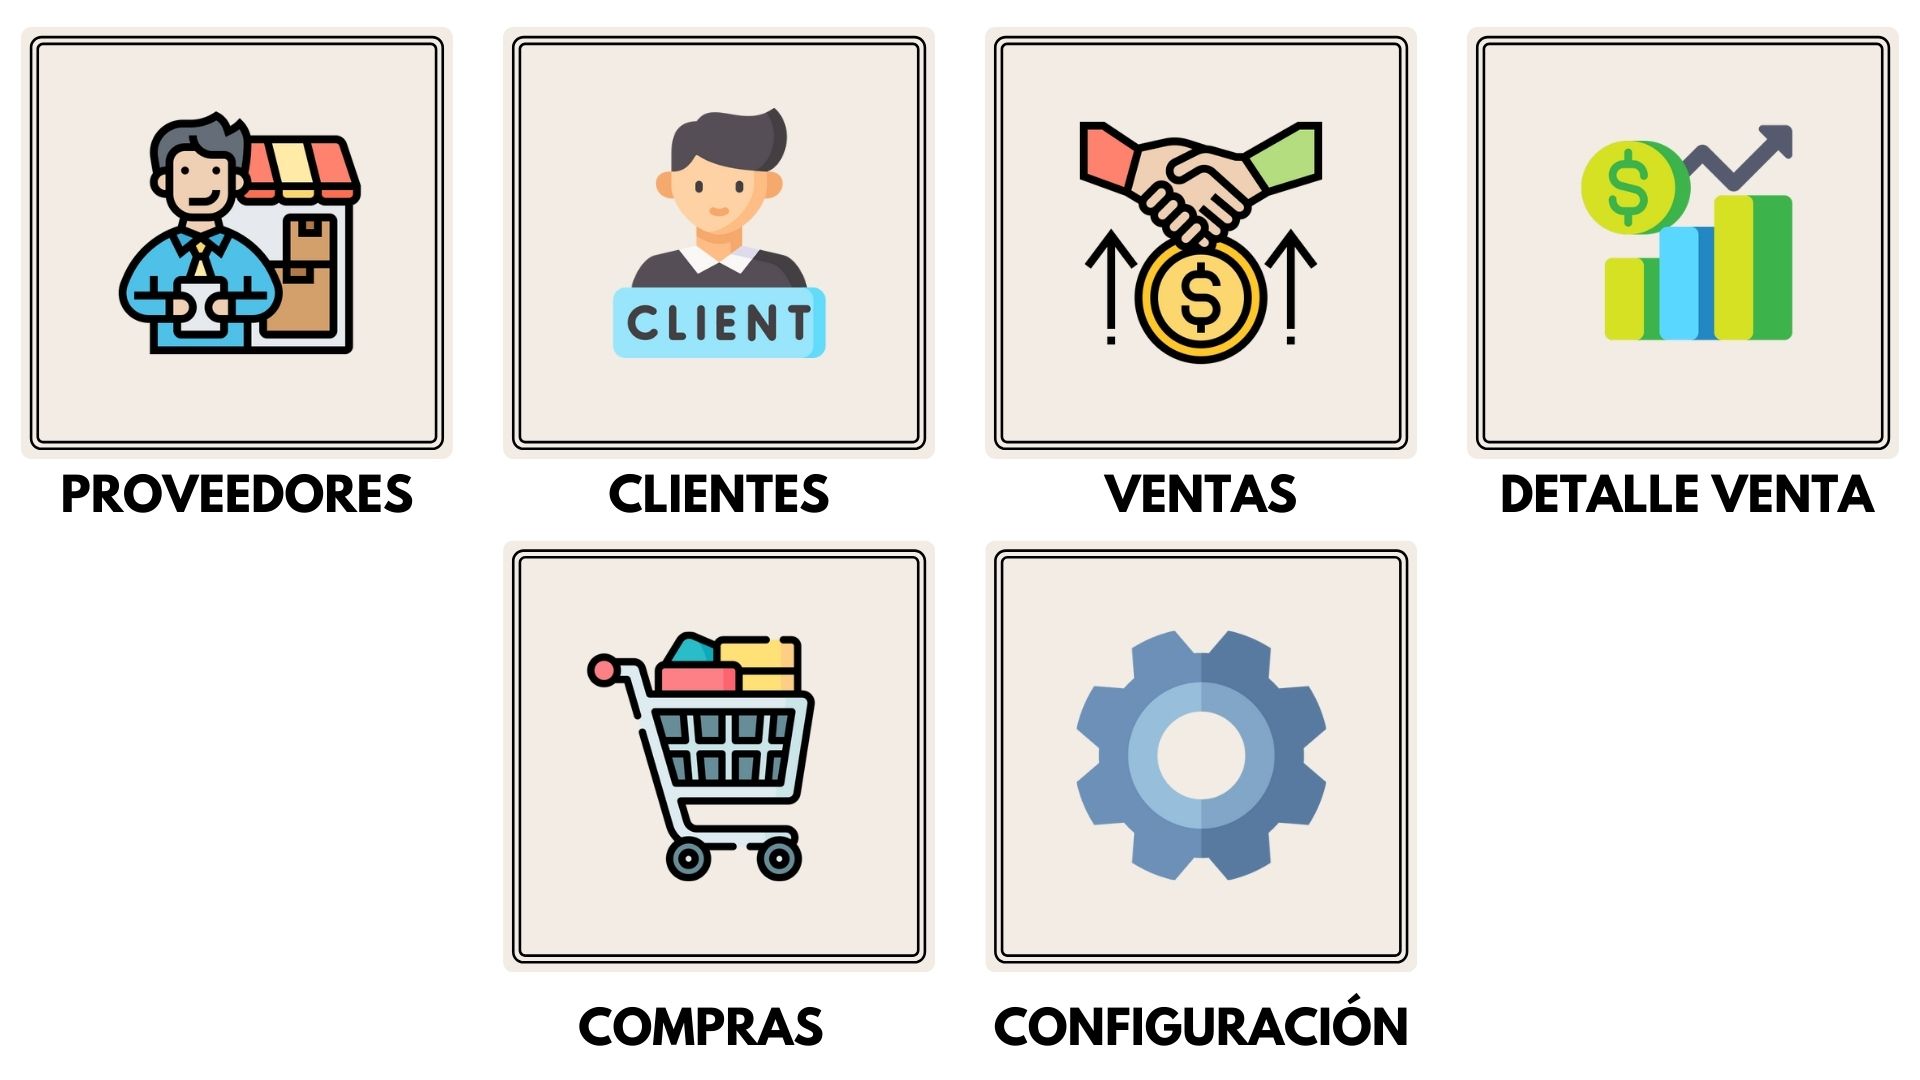 CLIENT
$
$
PROVEEDORES
CLIENTES
VENTAS
DETALLE VENTA
COMPRAS
CONFIGURACIÓN